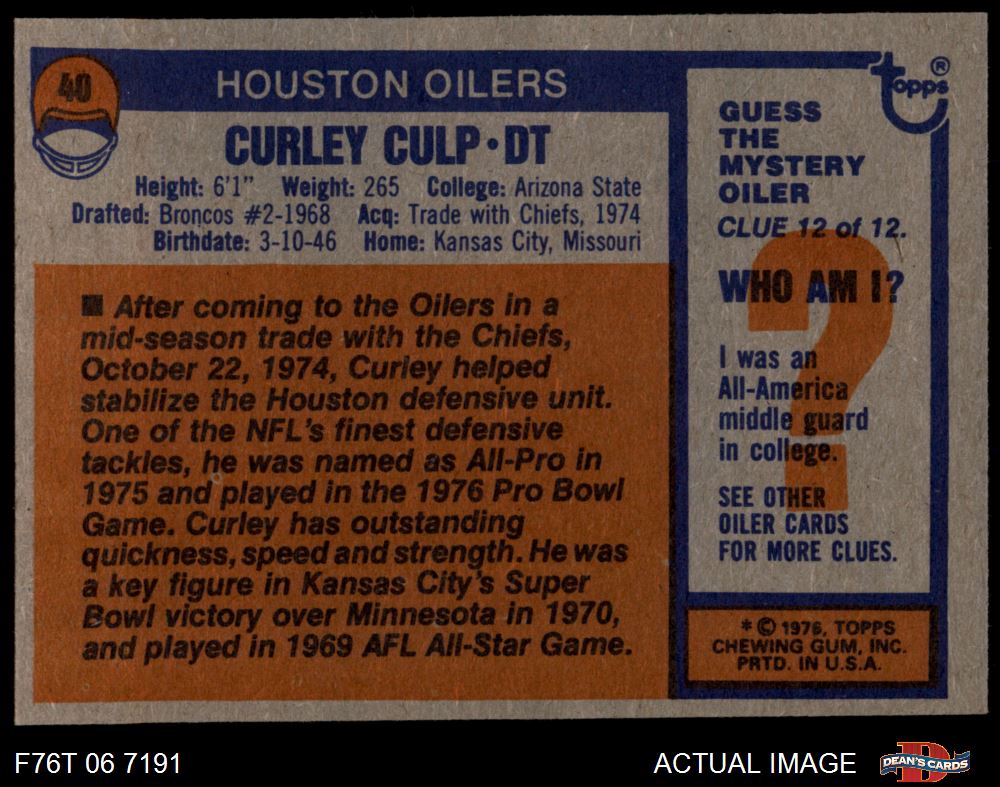 40
HOUSTON OILERS
CURLEY CULP • DT
Height: 6'1" Weight: 265 College: Arizona State
Drafted: Broncos #2-1968 Acq: Trade with Chiefs, 1974
Birthdate: 3-10-46 Home: Kansas City, Missouri
■ After coming to the Oilers in a
mid-season trade with the Chiefs,
October 22, 1974, Curley helped
stabilize the Houston defensive unit.
One of the NFL's finest defensive
tackles, he was named as All-Pro in
1975 and played in the 1976 Pro Bowl
Game. Curley has outstanding
quickness, speed and strength. He was
a key figure in Kansas City's Super
Bowl victory over Minnesota in 1970,
and played in 1969 AFL All-Star Game.
topps®
GUESS
THE
MYSTERY
OILER
CLUE 12 of 12.
WHO AM I?
?
I was an
All-America
middle guard
in college.
SEE OTHER
OILER CARDS
FOR MORE CLUES.
* © 1976, TOPPS
CHEWING GUM, INC.
PRTD. IN U.S.A.
F76T 06 7191
ACTUAL IMAGE
D
DEAN'S CARDS